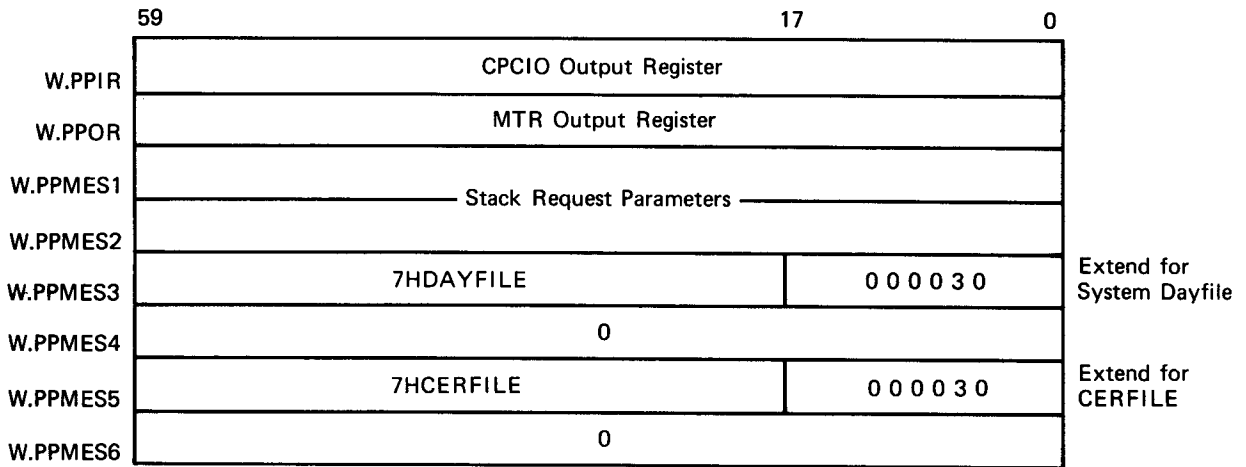 59 17 0
W.PPIR CPCIO Output Register
W.PPOR MTR Output Register
W.PPMES1
Stack Request Parameters
W.PPMES2
W.PPMES3 7HDAYFILE 000030 Extend for
System Dayfile
W.PPMES4 0
W.PPMES5 7HCERFILE 000030 Extend for
CERFILE
W.PPMES6 0